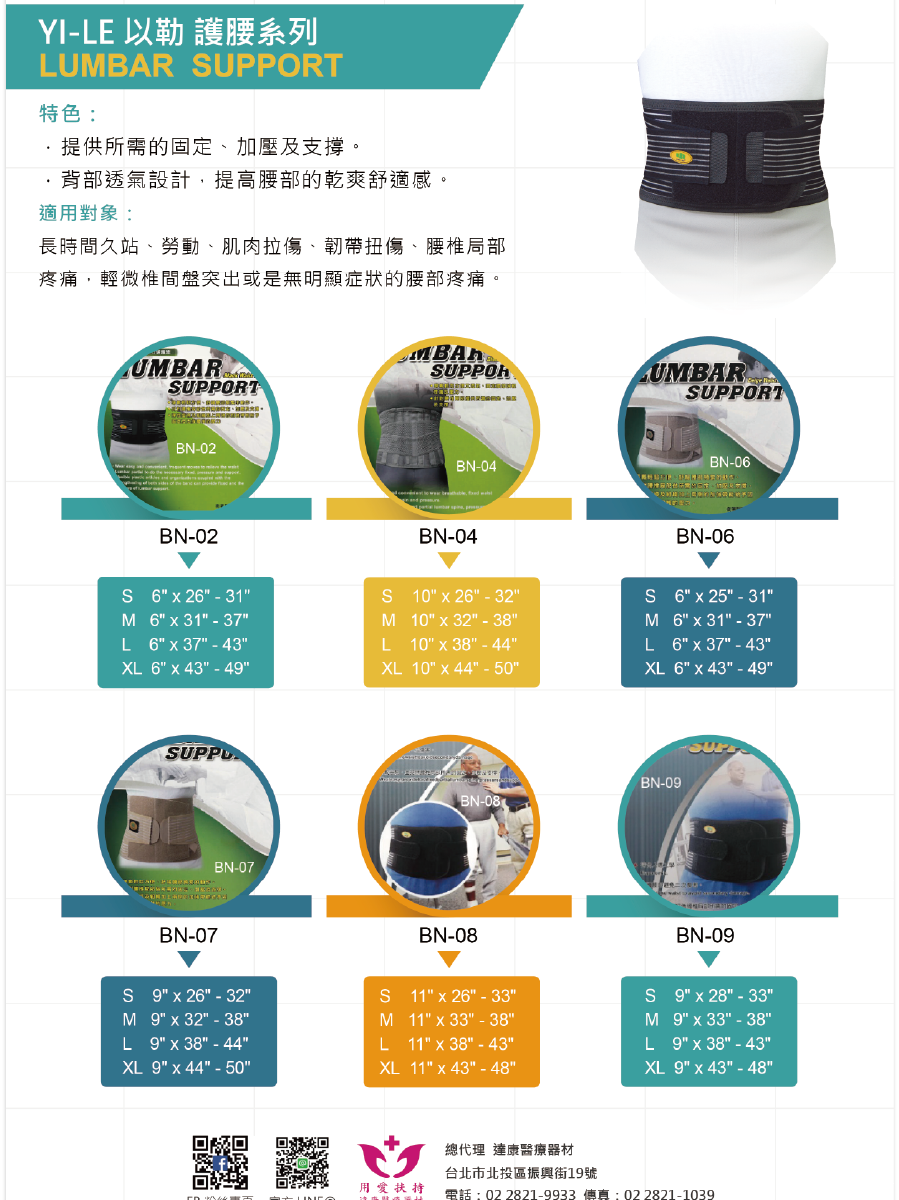 YI-LE 以勒 護腰系列
LUMBAR SUPPORT
特色：
．提供所需的固定、加壓及支撐。
．背部透氣設計，提高腰部的乾爽舒適感。
適用對象：
長時間久站、勞動、肌肉拉傷、韌帶扭傷、腰椎局部
疼痛，輕微椎間盤突出或是無明顯症狀的腰部疼痛。
LUMBAR
SUPPORT
BN-02
LUMBAR
SUPPORT
BN-04
LUMBAR
SUPPORT
BN-06
BN-02
BN-04
BN-06
S 6" x 26" - 31"
M 6" x 31" - 37"
L 6" x 37" - 43"
XL 6" x 43" - 49"
S 10" x 26" - 32"
M 10" x 32" - 38"
L 10" x 38" - 44"
XL 10" x 44" - 50"
S 6" x 25" - 31"
M 6" x 31" - 37"
L 6" x 37" - 43"
XL 6" x 43" - 49"
SUPPO
BN-07
BN-08
BN-09
BN-07
BN-08
BN-09
S 9" x 26" - 32"
M 9" x 32" - 38"
L 9" x 38" - 44"
XL 9" x 44" - 50"
S 11" x 26" - 33"
M 11" x 33" - 38"
L 11" x 38" - 43"
XL 11" x 43" - 48"
S 9" x 28" - 33"
M 9" x 33" - 38"
L 9" x 38" - 43"
XL 9" x 43" - 48"
FB 粉絲專頁
官方 LINE@
用愛扶持
達康醫療器材
總代理 達康醫療器材
台北市北投區振興街19號
電話：02 2821-9933 傳真：02 2821-1039